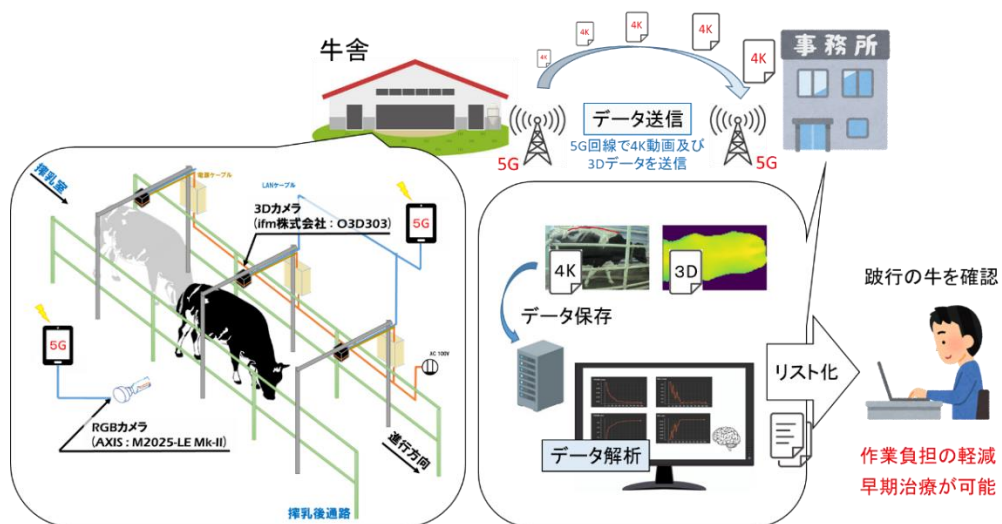 牛舎
4K
4K
4K
4K
4K
事務所
データ送信
5G回線で4K動画及び
3Dデータを送信
5G
5G
搾乳室
電源ケーブル
LANケーブル
3Dカメラ
(ifm株式会社:O3D303)
5G
5G
AC 100V
RGBカメラ
(AXIS:M2025-LE Mk-II)
進行方向
搾乳後通路
4K
3D
データ保存
データ解析
リスト化
跛行の牛を確認
作業負担の軽減
早期治療が可能